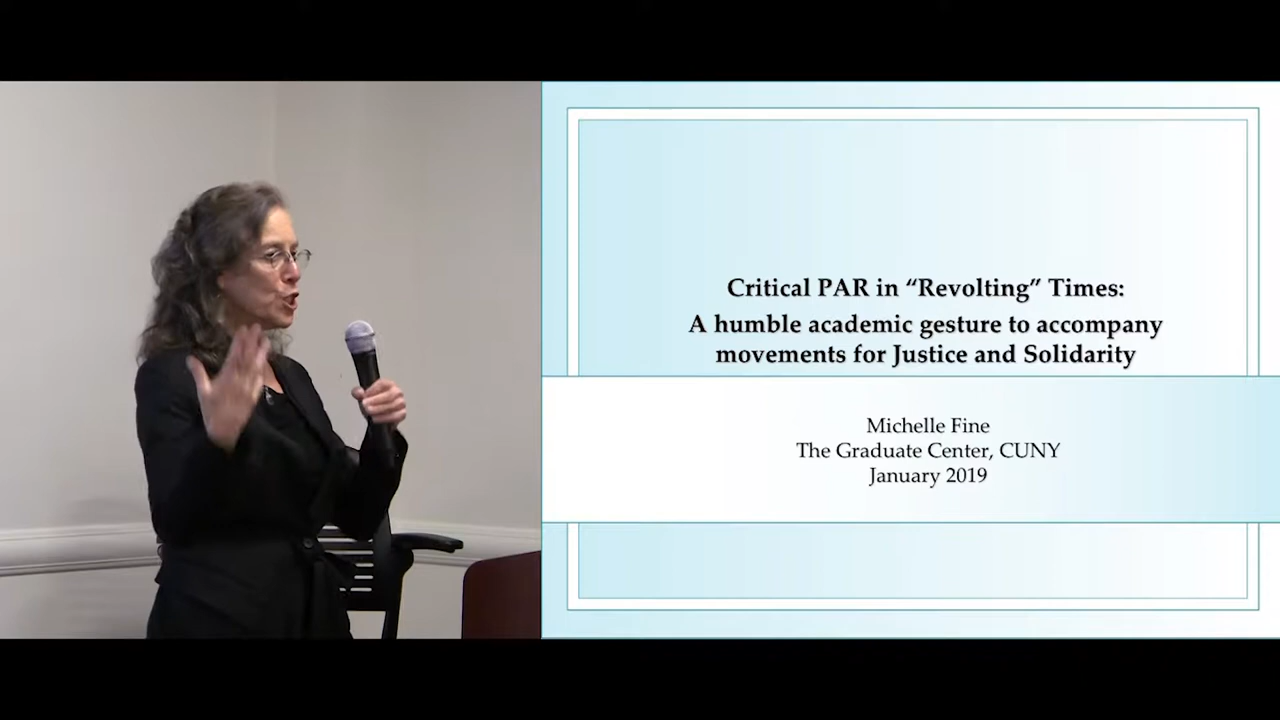 Critical PAR in “Revolting” Times:
A humble academic gesture to accompany
movements for Justice and Solidarity
Michelle Fine
The Graduate Center, CUNY
January 2019